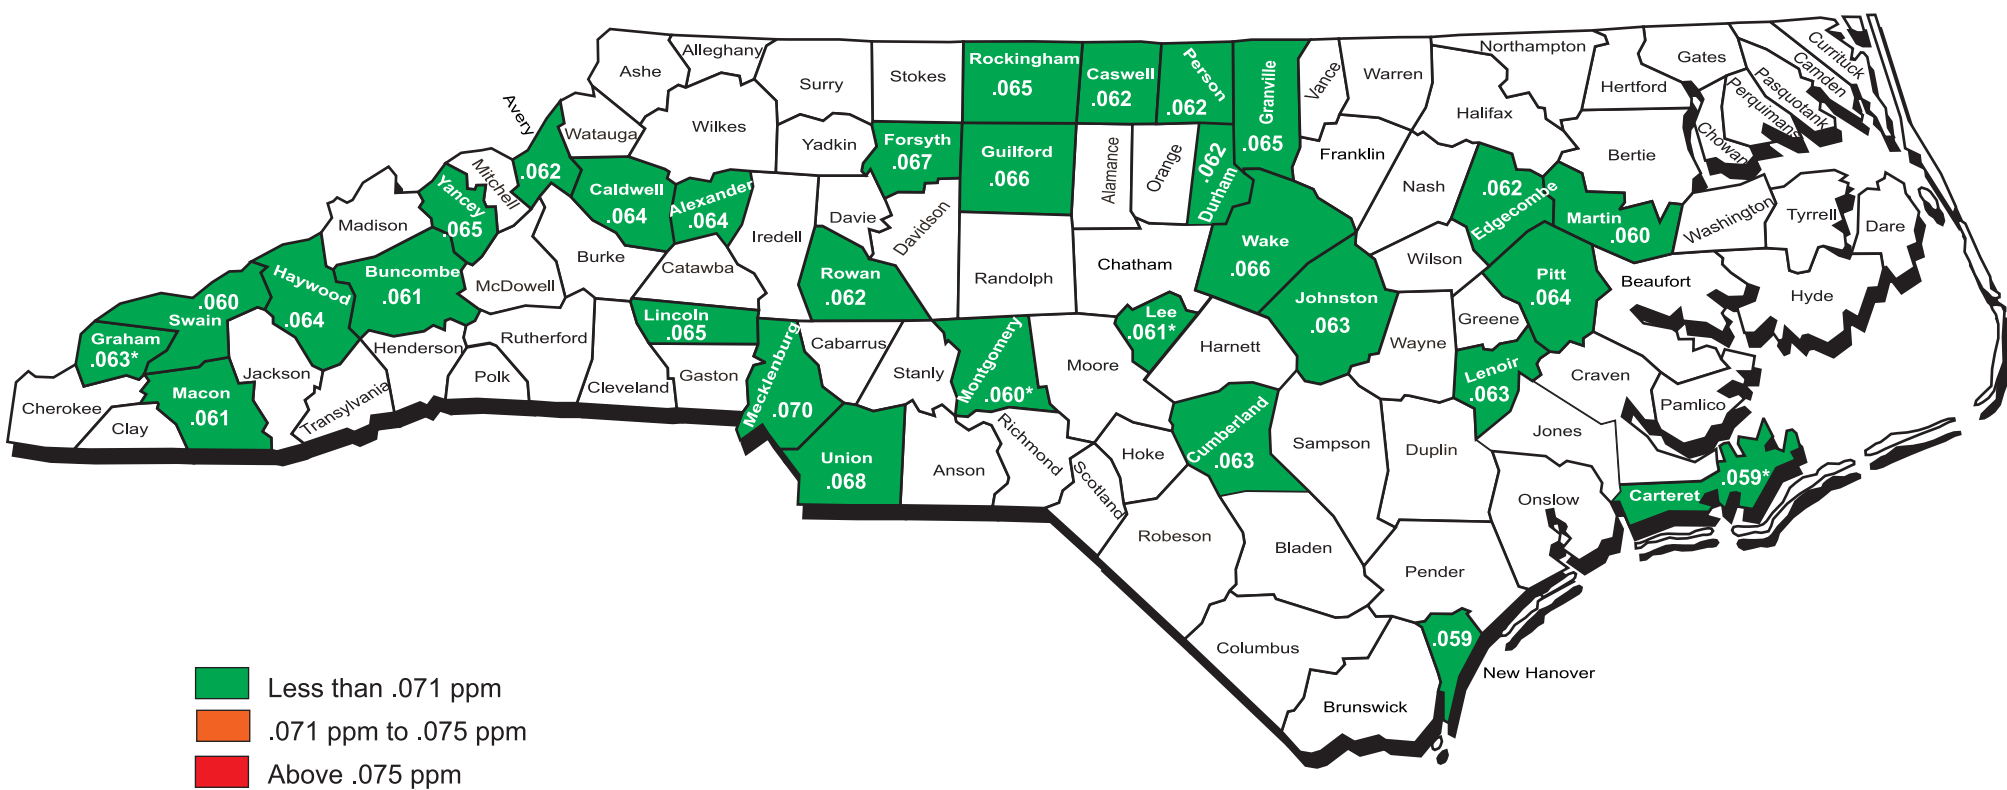 Alleghany
Ashe
Surry
Stokes
Rockingham
.065
Caswell
.062
Person
.062
Granville
.065
Vance
Warren
Northampton
Halifax
Hertford
Gates
Currituck
Camden
Pasquotank
Perquimans
Chowan
Bertie
Avery
.062
Watauga
Wilkes
Yadkin
Forsyth
.067
Guilford
.066
Alamance
Orange
.062
Durham
Franklin
Nash
.062
Edgecombe
Martin
.060
Washington
Tyrrell
Dare
Mitchell
Yancey
.065
Madison
Caldwell
.064
Alexander
.064
Iredell
Davie
Davidson
Randolph
Chatham
Wake
.066
Johnston
.063
Wilson
Pitt
.064
Beaufort
Hyde
Haywood
.064
Buncombe
.061
McDowell
Burke
Catawba
Rowan
.062
.060
Swain
Graham
.063*
Macon
.061
Jackson
Cherokee
Clay
Transylvania
Henderson
Polk
Rutherford
Cleveland
Lincoln
.065
Gaston
Mecklenburg
.070
Cabarrus
Stanly
Montgomery
.060*
Moore
Lee
.061*
Harnett
Wayne
Greene
Lenoir
.063
Craven
Pamlico
Jones
Union
.068
Anson
Richmond
Scotland
Hoke
Cumberland
.063
Sampson
Duplin
Onslow
Carteret
.059*
Robeson
Bladen
Pender
Columbus
Brunswick
.059
New Hanover
Less than .071 ppm
.071 ppm to .075 ppm
Above .075 ppm